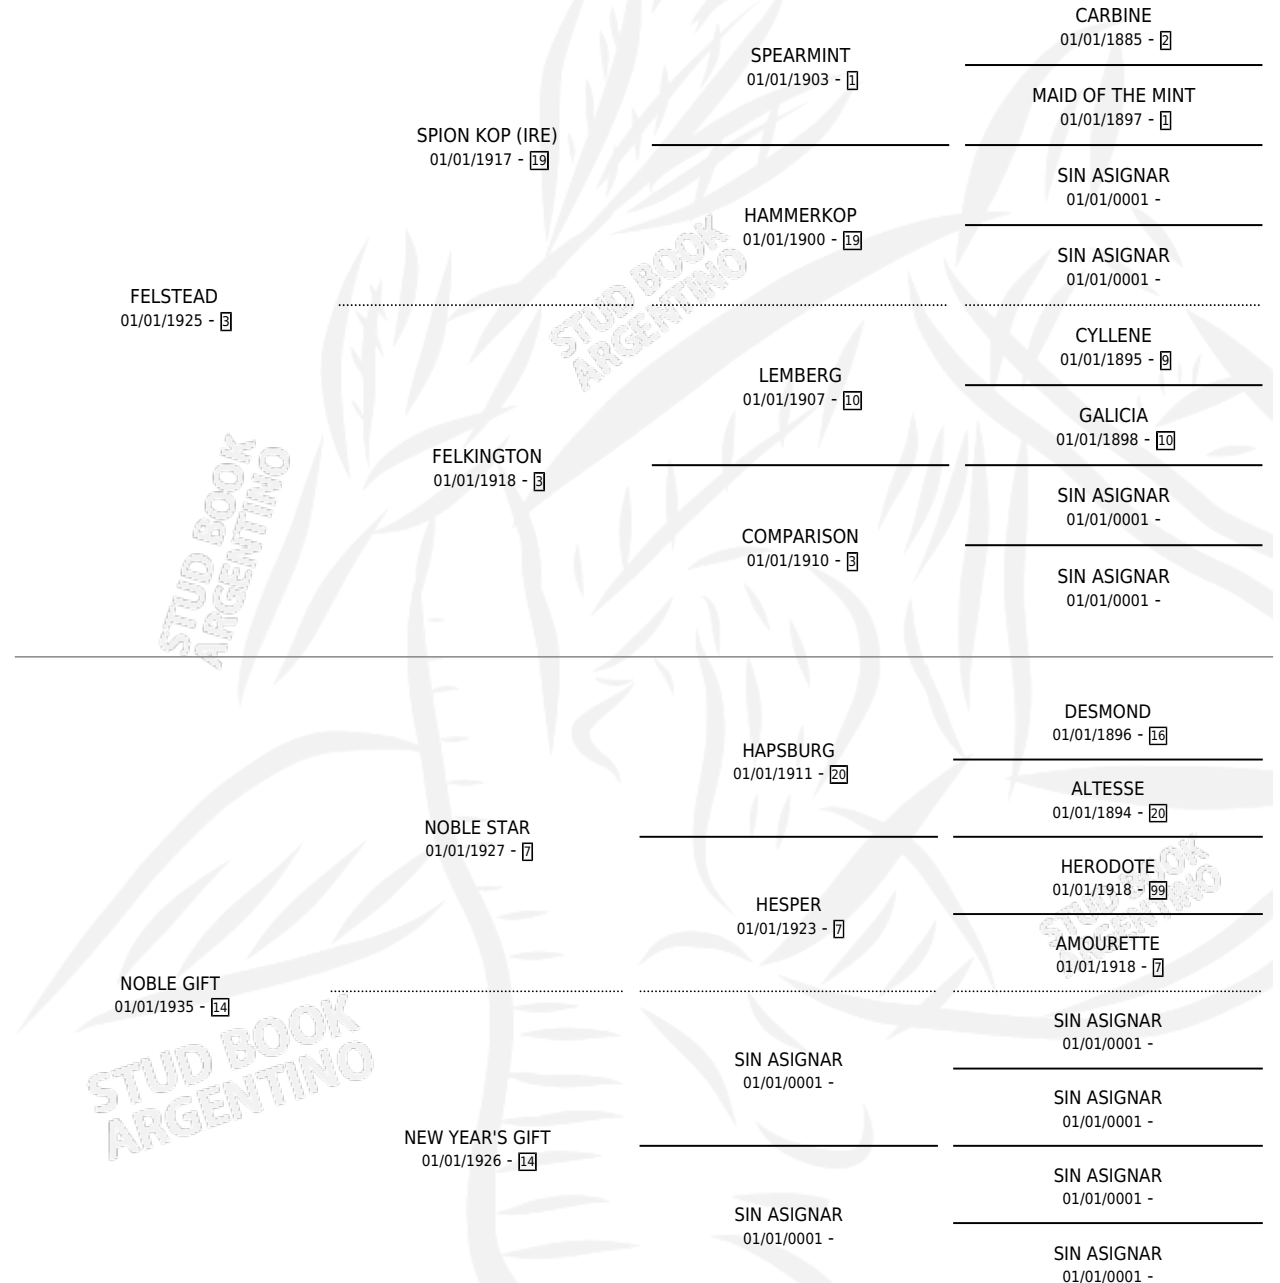 CARBINE
01/01/1885 - 2
SPEARMINT
01/01/1903 - 1
MAID OF THE MINT
01/01/1897 - 1
SPION KOP (IRE)
01/01/1917 - 19
SIN ASIGNAR
01/01/0001 -
HAMMERKOP
01/01/1900 - 19
SIN ASIGNAR
01/01/0001 -
FELSTEAD
01/01/1925 - 3
CYLLENE
01/01/1895 - 9
LEMBERG
01/01/1907 - 10
GALICIA
01/01/1898 - 10
FELKINGTON
01/01/1918 - 3
SIN ASIGNAR
01/01/0001 -
COMPARISON
01/01/1910 - 3
SIN ASIGNAR
01/01/0001 -
STUD BOOK
ARGENTINO
STUD BOOK
ARGENTINO
DESMOND
01/01/1896 - 16
HAPSBURG
01/01/1911 - 20
ALTESSE
01/01/1894 - 20
NOBLE STAR
01/01/1927 - 7
HERODOTE
01/01/1918 - 99
HESPER
01/01/1923 - 7
AMOURETTE
01/01/1918 - 7
STUD BOOK
ARGENTINO
NOBLE GIFT
01/01/1935 - 14
SIN ASIGNAR
01/01/0001 -
SIN ASIGNAR
01/01/0001 -
SIN ASIGNAR
01/01/0001 -
STUD BOOK
ARGENTINO
NEW YEAR'S GIFT
01/01/1926 - 14
SIN ASIGNAR
01/01/0001 -
SIN ASIGNAR
01/01/0001 -
SIN ASIGNAR
01/01/0001 -